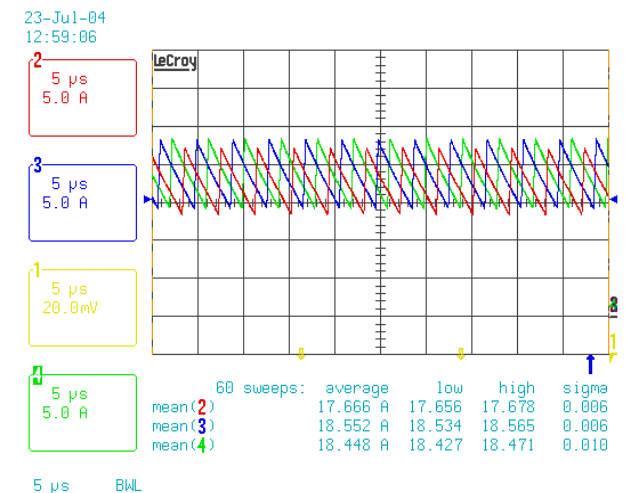 23-Jul-04
12:59:06
LeCroy
2
5 µs
5.0 A
3
5 µs
5.0 A
1
5 µs
20.0mV
4
5 µs
5.0 A
1
60 sweeps: average low high sigma
mean(2) 17.666 A 17.656 17.678 0.006
mean(3) 18.552 A 18.534 18.565 0.006
mean(4) 18.448 A 18.427 18.471 0.010
5 µs BWL